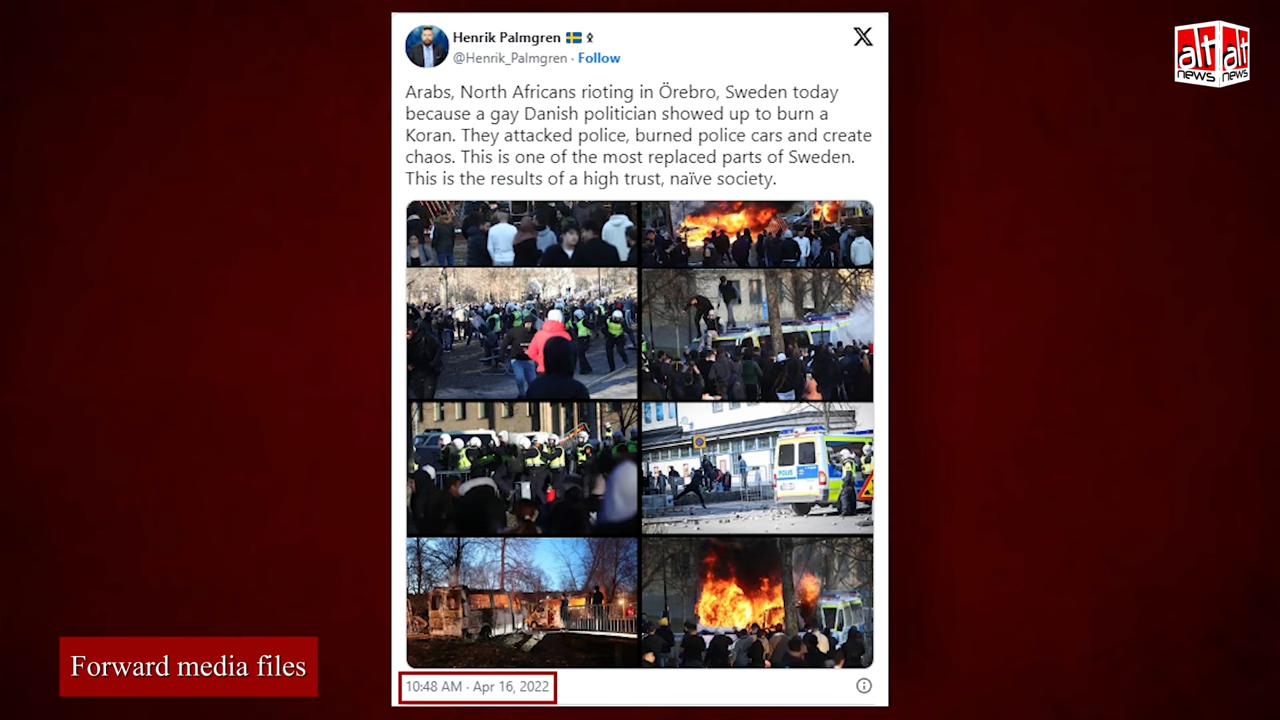 Henrik Palmgren 🇸🇪 ᛟ
@Henrik_Palmgren · Follow
X
Arabs, North Africans rioting in Örebro, Sweden today
because a gay Danish politician showed up to burn a
Koran. They attacked police, burned police cars and create
chaos. This is one of the most replaced parts of Sweden.
This is the results of a high trust, naïve society.
POLIS
10:48 AM · Apr 16, 2022
Forward media files
alt news
alt news